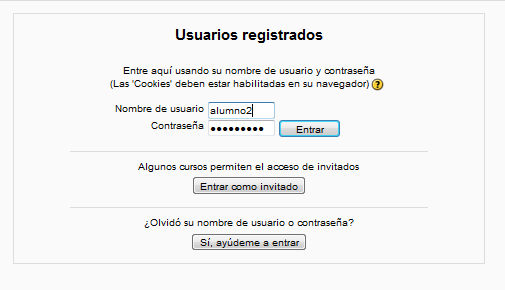 Usuarios registrados
Entre aquí usando su nombre de usuario y contraseña
(Las 'Cookies' deben estar habilitadas en su navegador) ?
Nombre de usuario alumno2
Contraseña ●●●●●●●●● Entrar
Algunos cursos permiten el acceso de invitados
Entrar como invitado
¿Olvidó su nombre de usuario o contraseña?
Sí, ayúdeme a entrar